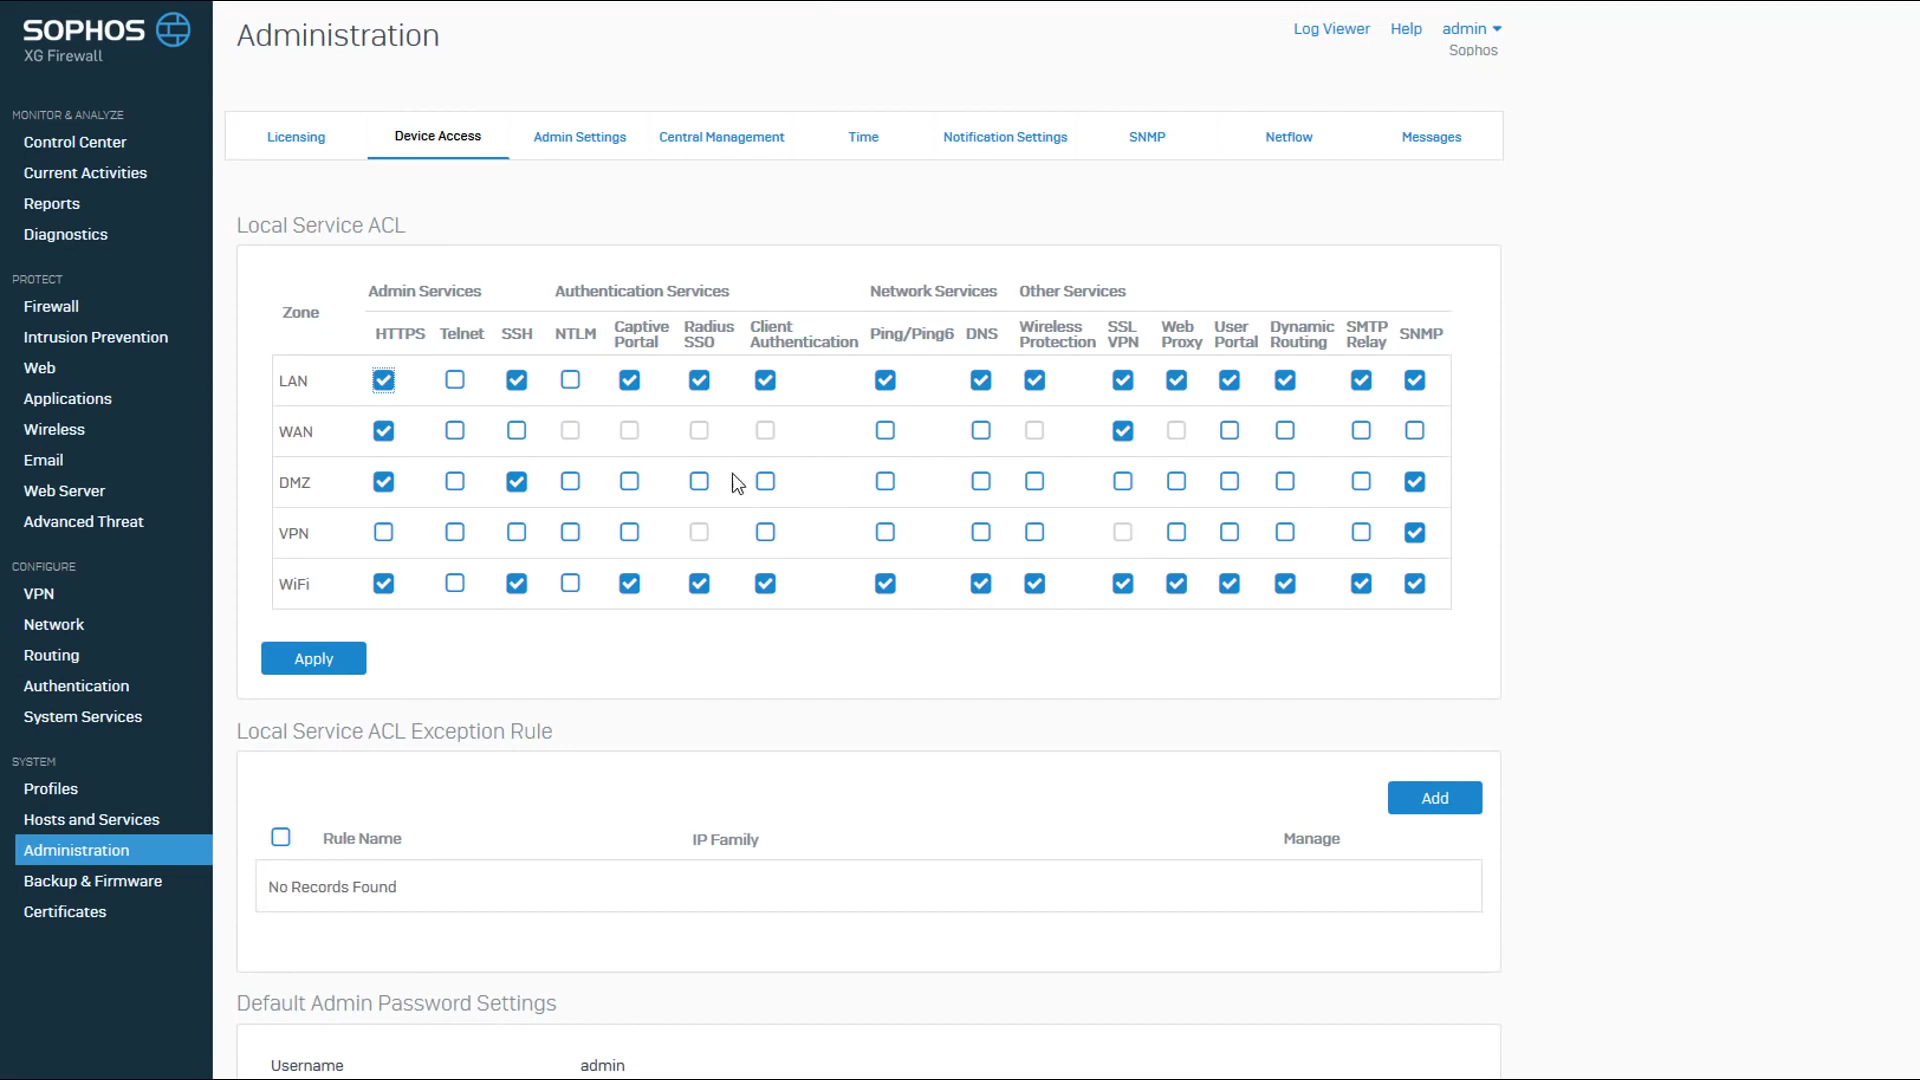 SOPHOS
XG Firewall
Administration
Log Viewer Help admin
Sophos
MONITOR & ANALYZE
Control Center
Current Activities
Reports
Diagnostics
PROTECT
Firewall
Intrusion Prevention
Web
Applications
Wireless
Email
Web Server
Advanced Threat
CONFIGURE
VPN
Network
Routing
Authentication
System Services
SYSTEM
Profiles
Hosts and Services
Administration
Backup & Firmware
Certificates
Licensing Device Access Admin Settings Central Management Time Notification Settings SNMP Netflow Messages
Local Service ACL
Zone
Admin Services Authentication Services Network Services Other Services
HTTPS Telnet SSH NTLM Captive Portal Radius SSO Client Authentication Ping/Ping6 DNS Wireless Protection SSL VPN Web Proxy User Portal Dynamic Routing SMTP Relay SNMP
LAN
WAN
DMZ
VPN
WiFi
Apply
Local Service ACL Exception Rule
Add
Rule Name IP Family Manage
No Records Found
Default Admin Password Settings
Username admin